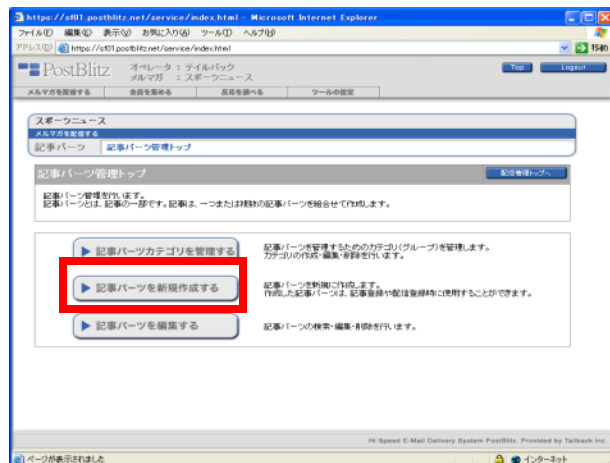 https://sf01.postblitz.net/service/index.html - Microsoft Internet Explorer
ファイル(F) 編集(E) 表示(V) お気に入り(A) ツール(T) ヘルプ(H)
アドレス(D) https://sf01.postblitz.net/service/index.html 移動
PostBlitz オペレータ : テイルバック Top Logout
メルマガ : スポーツニュース
メルマガを配信する 会員を集める 反応を調べる ツールの設定
スポーツニュース
メルマガを配信する
記事パーツ 記事パーツ管理トップ
記事パーツ管理トップ 配信管理トップへ
記事パーツ管理を行います。
記事パーツとは、記事の一部です。記事は、一つまたは複数の記事パーツを組合せて作成します。
記事パーツカテゴリを管理する 記事パーツを管理するためのカテゴリ(グループ)を管理します。
カテゴリの作成・編集・削除を行います。
記事パーツを新規作成する 記事パーツを新規に作成します。
作成した記事パーツは、記事登録や配信登録時に使用することができます。
記事パーツを編集する 記事パーツの検索・編集・削除を行います。
Hi Speed E-Mail Delivery System PostBlitz. Provided by Tailback Inc.
ページが表示されました インターネット